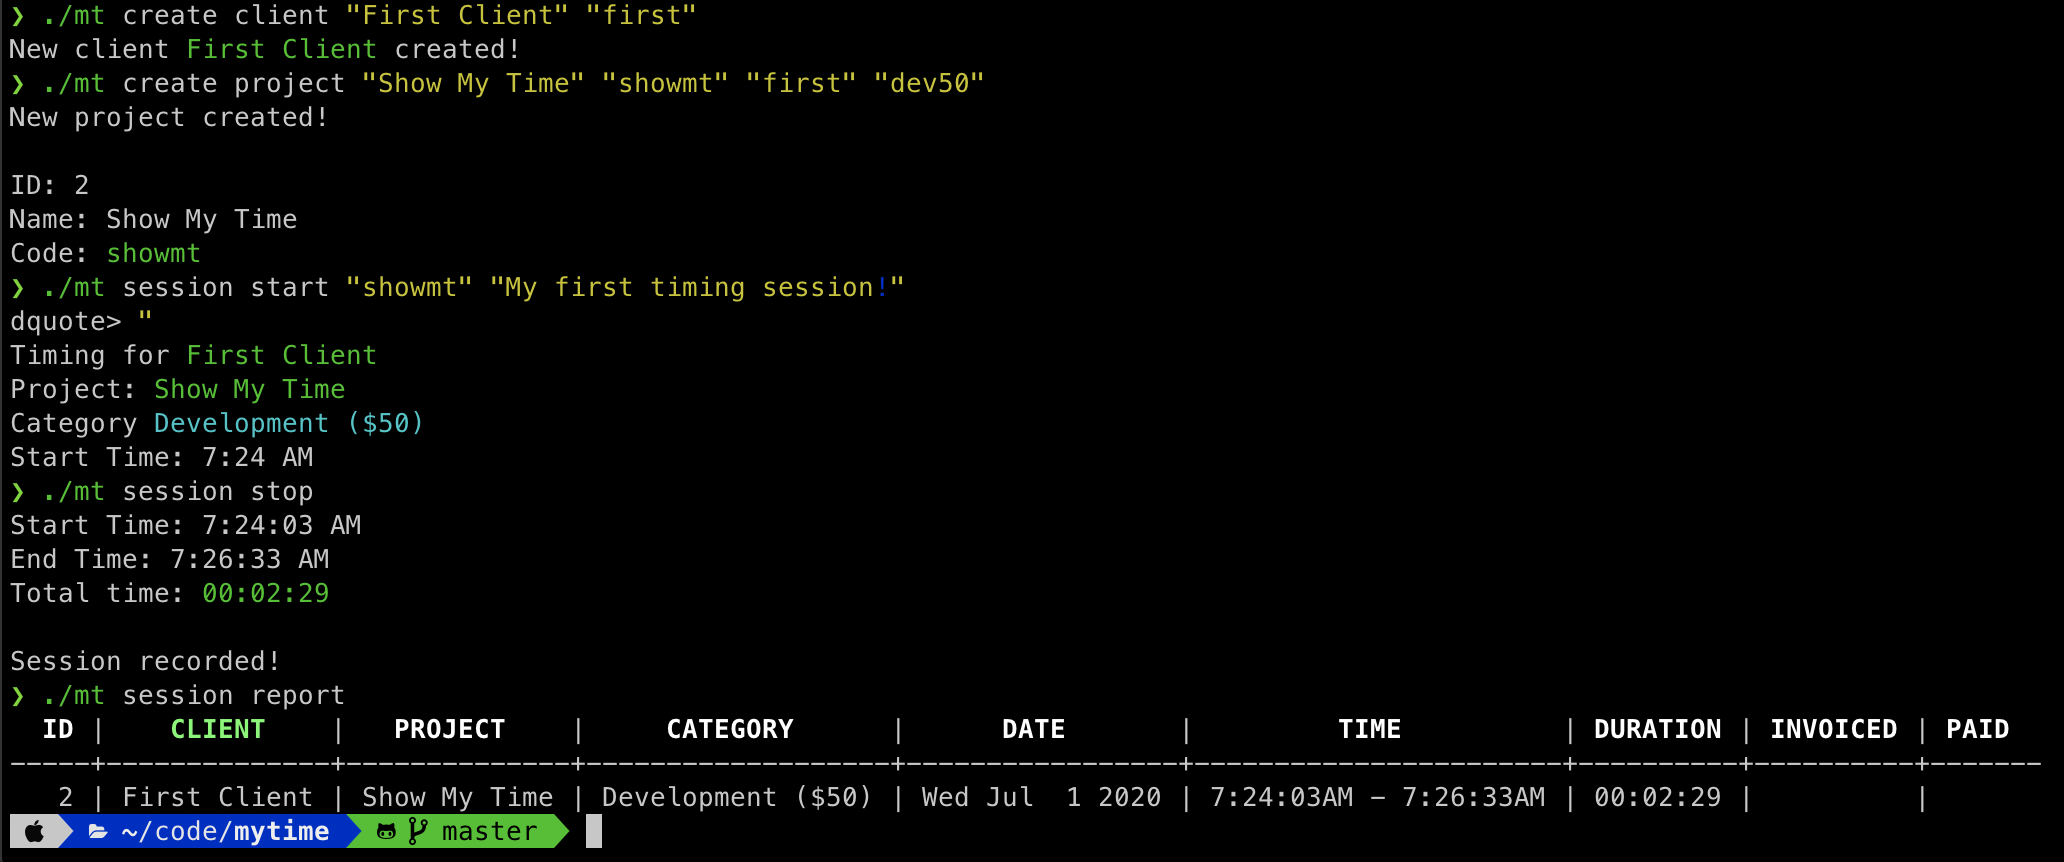 ❯ ./mt create client "First Client" "first"
New client First Client created!
❯ ./mt create project "Show My Time" "showmt" "first" "dev50"
New project created!

ID: 2
Name: Show My Time
Code: showmt
❯ ./mt session start "showmt" "My first timing session!"
dquote> "
Timing for First Client
Project: Show My Time
Category Development ($50)
Start Time: 7:24 AM
❯ ./mt session stop
Start Time: 7:24:03 AM
End Time: 7:26:33 AM
Total time: 00:02:29

Session recorded!
❯ ./mt session report
  ID |    CLIENT    |   PROJECT    |     CATEGORY      |      DATE       |         TIME          | DURATION | INVOICED | PAID
-----+--------------+--------------+-------------------+-----------------+-----------------------+----------+----------+-------
   2 | First Client | Show My Time | Development ($50) | Wed Jul  1 2020 | 7:24:03AM - 7:26:33AM | 00:02:29 |          |
~/code/mytime master